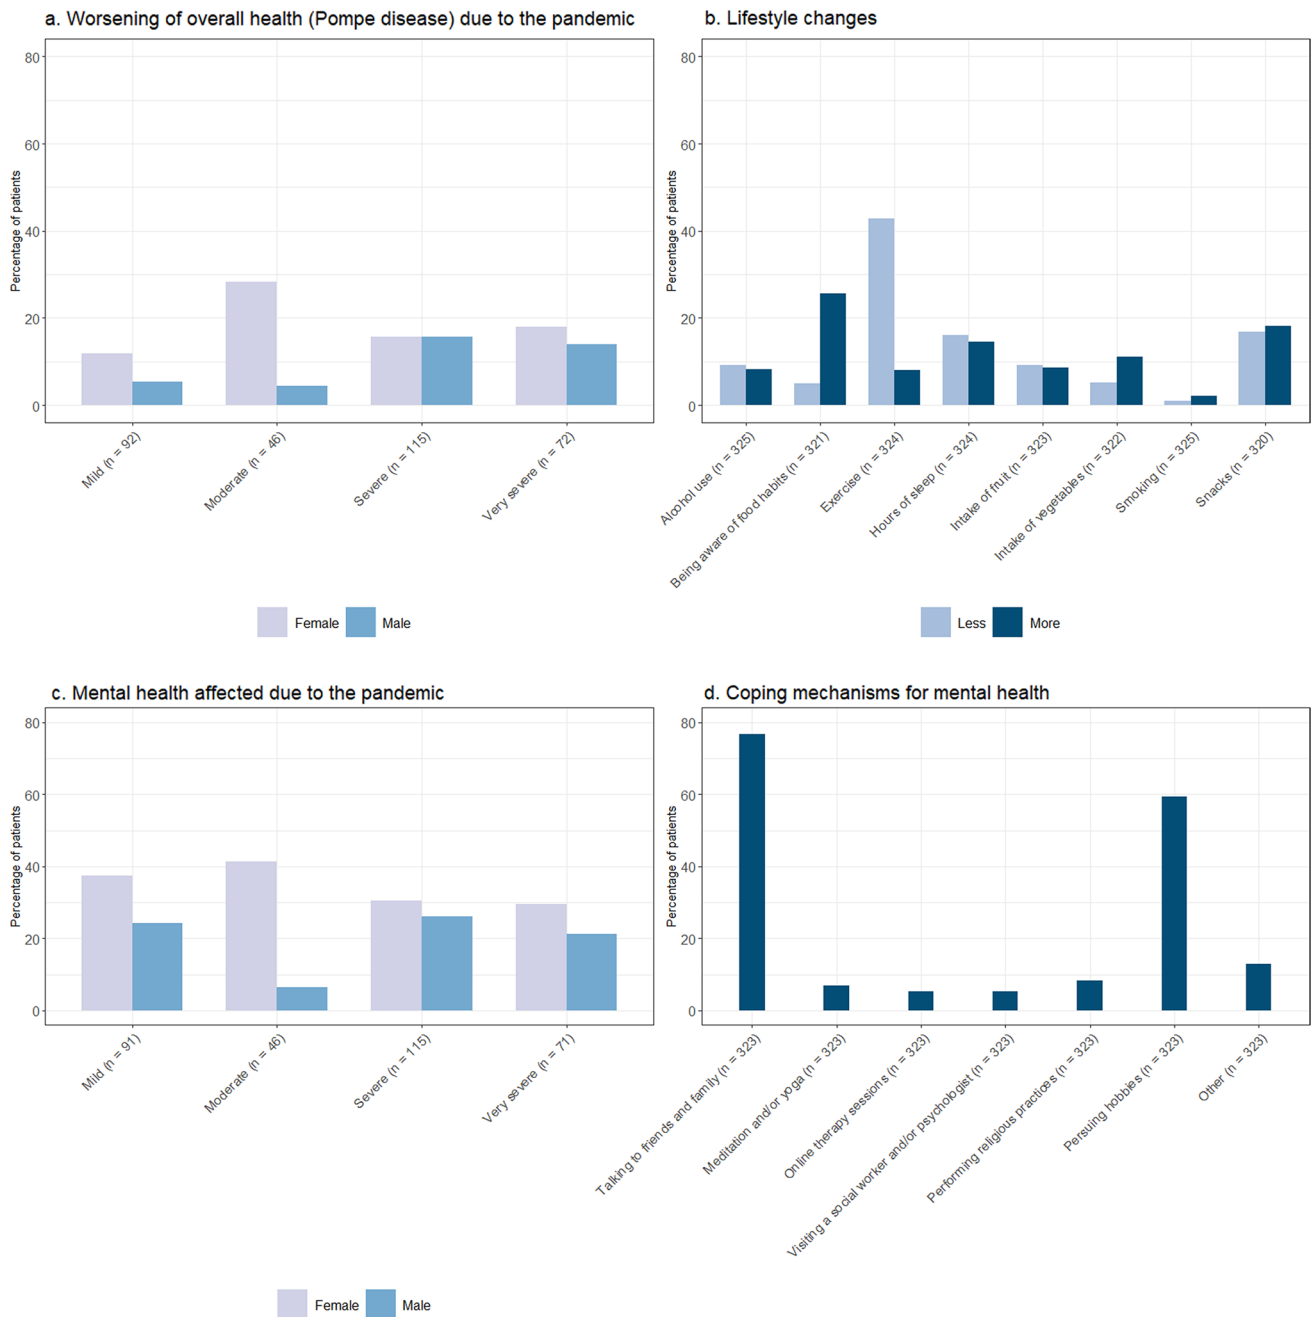 a. Worsening of overall health (Pompe disease) due to the pandemic
Percentage of patients
80
60
40
20
0
Mild (n = 92)
Moderate (n = 46)
Severe (n = 115)
Very severe (n = 72)
Female
Male
b. Lifestyle changes
Percentage of patients
80
60
40
20
0
Alcohol use (n = 325)
Being aware of food habits (n = 321)
Exercise (n = 324)
Hours of sleep (n = 324)
Intake of fruit (n = 323)
Intake of vegetables (n = 322)
Smoking (n = 325)
Snacks (n = 320)
Less
More
c. Mental health affected due to the pandemic
Percentage of patients
80
60
40
20
0
Mild (n = 91)
Moderate (n = 46)
Severe (n = 115)
Very severe (n = 71)
Female
Male
d. Coping mechanisms for mental health
Percentage of patients
80
60
40
20
0
Talking to friends and family (n = 323)
Meditation and/or yoga (n = 323)
Online therapy sessions (n = 323)
Visiting a social worker and/or psychologist (n = 323)
Performing religious practices (n = 323)
Persuing hobbies (n = 323)
Other (n = 323)